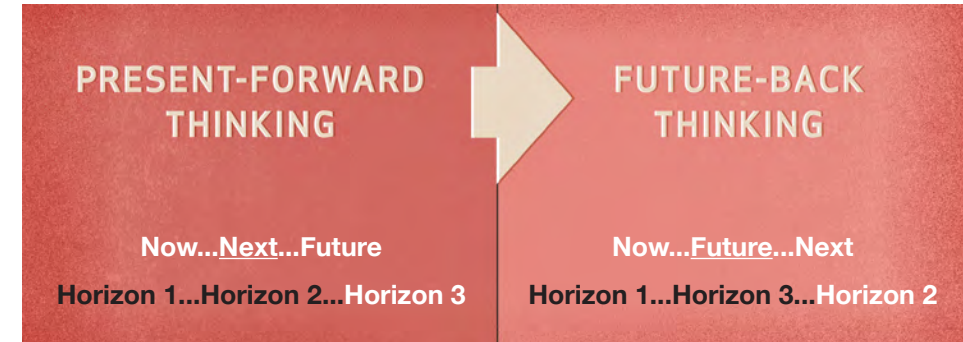 PRESENT-FORWARD
THINKING
Now...Next...Future
Horizon 1...Horizon 2...Horizon 3
FUTURE-BACK
THINKING
Now...Future...Next
Horizon 1...Horizon 3...Horizon 2